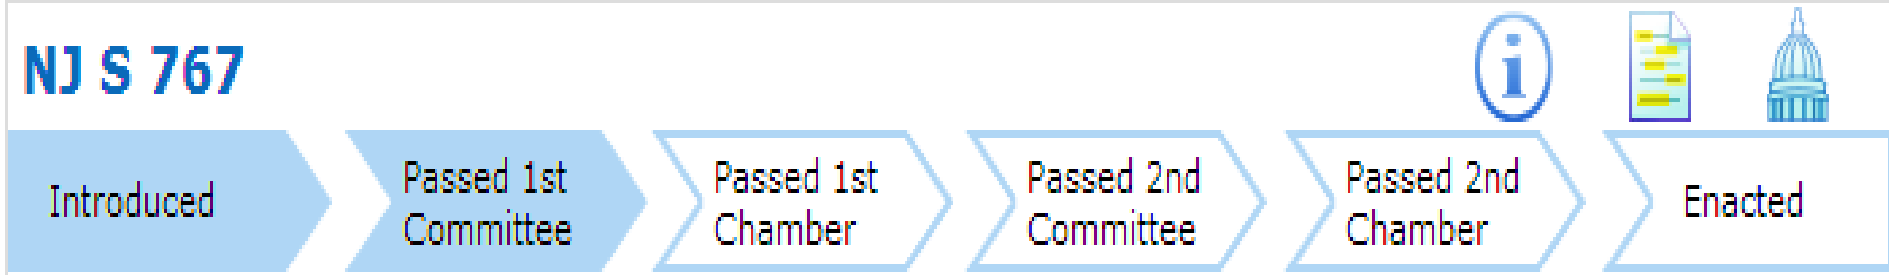 NJ S 767
Introduced
Passed 1st
Committee
Passed 1st
Chamber
Passed 2nd
Committee
Passed 2nd
Chamber
Enacted